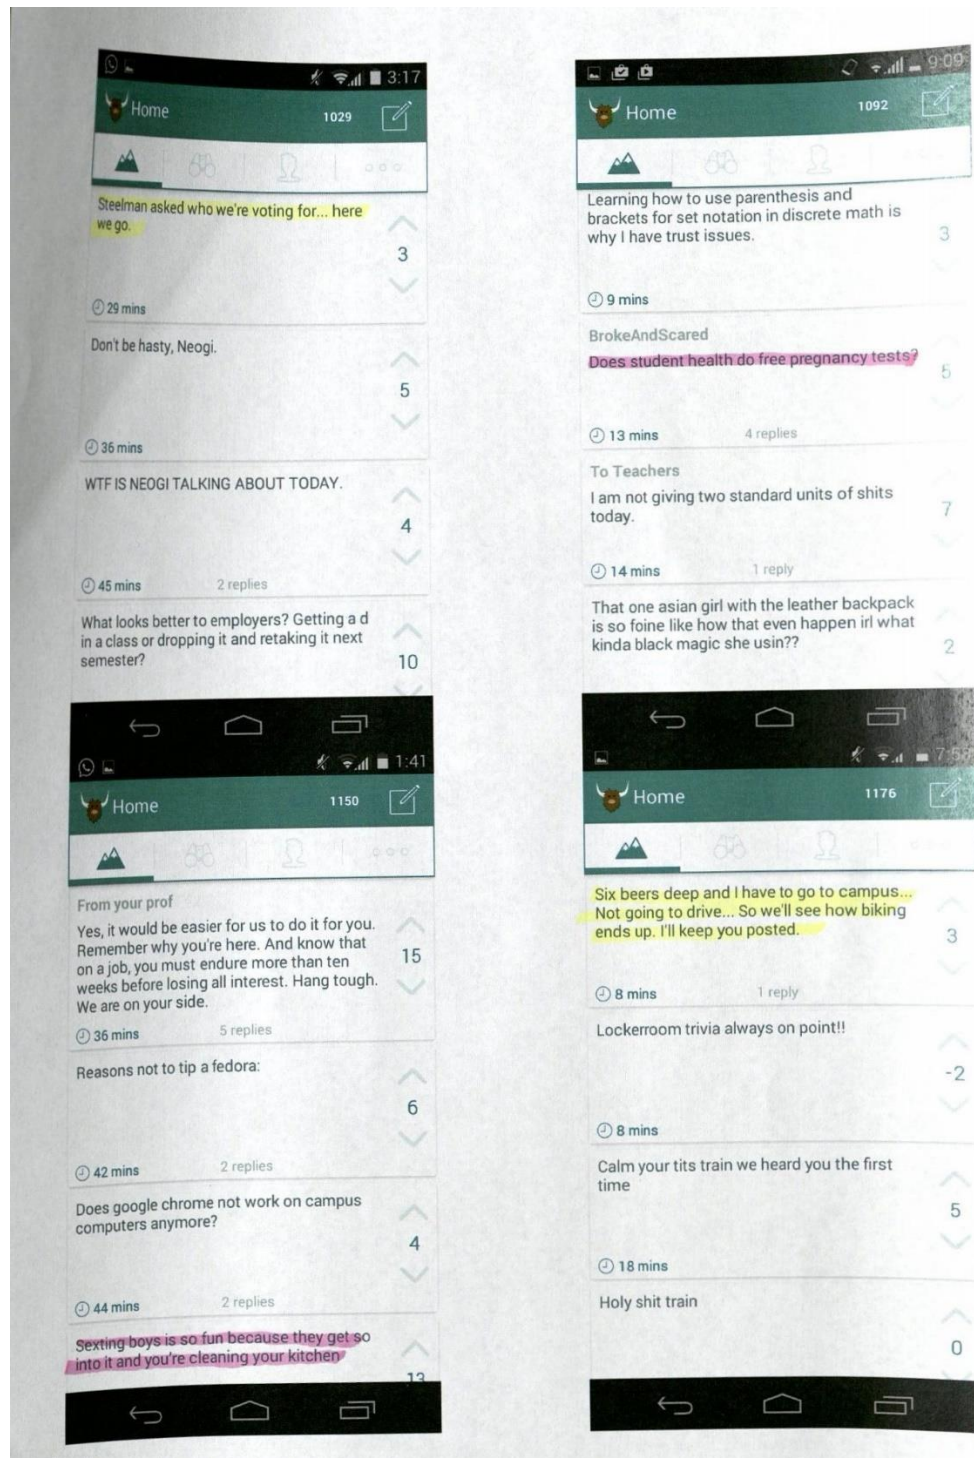 3:17
Home
1029
Steelman asked who we're voting for... here
we go.
3
29 mins
Don't be hasty, Neogi.
5
36 mins
WTF IS NEOGI TALKING ABOUT TODAY.
4
45 mins
2 replies
What looks better to employers? Getting a d
in a class or dropping it and retaking it next
semester?
10
1:41
Home
1150
From your prof
Yes, it would be easier for us to do it for you.
Remember why you're here. And know that
on a job, you must endure more than ten
weeks before losing all interest. Hang tough.
We are on your side.
15
36 mins
5 replies
Reasons not to tip a fedora:
6
42 mins
2 replies
Does google chrome not work on campus
computers anymore?
4
44 mins
2 replies
Sexting boys is so fun because they get so
into it and you're cleaning your kitchen
13
9:09
Home
1092
Learning how to use parenthesis and
brackets for set notation in discrete math is
why I have trust issues.
3
9 mins
BrokeAndScared
Does student health do free pregnancy tests?
5
13 mins
4 replies
To Teachers
I am not giving two standard units of shits
today.
7
14 mins
1 reply
That one asian girl with the leather backpack
is so foine like how that even happen irl what
kinda black magic she usin??
2
Home
1176
Six beers deep and I have to go to campus...
Not going to drive... So we'll see how biking
ends up. I'll keep you posted.
3
8 mins
1 reply
Lockerroom trivia always on point!!
-2
8 mins
Calm your tits train we heard you the first
time
5
18 mins
Holy shit train
0